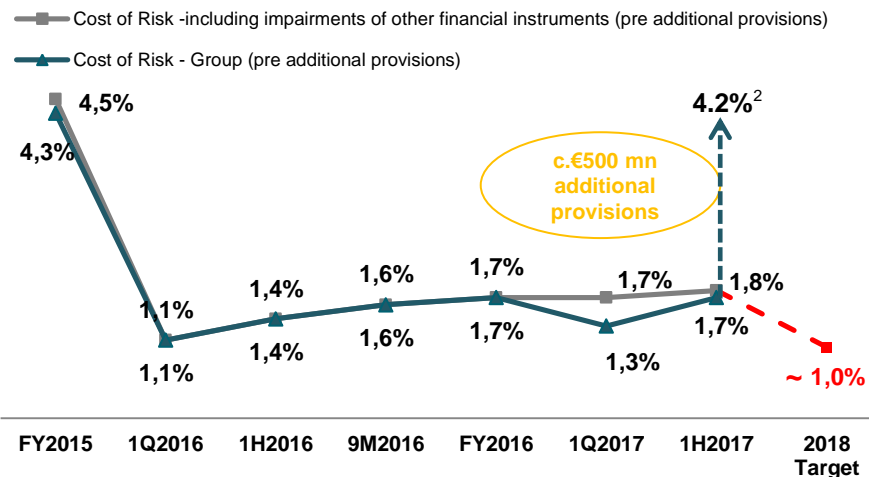 Cost of Risk -including impairments of other financial instruments (pre additional provisions)
Cost of Risk - Group (pre additional provisions)
4,5%
4.2%2
4,3%
c.€500 mn
additional
provisions
1,1%
1,4%
1,6%
1,7%
1,7%
1,8%
1,1%
1,4%
1,6%
1,7%
1,3%
1,7%
~ 1,0%
FY2015 1Q2016 1H2016 9M2016 FY2016 1Q2017 1H2017 2018
Target